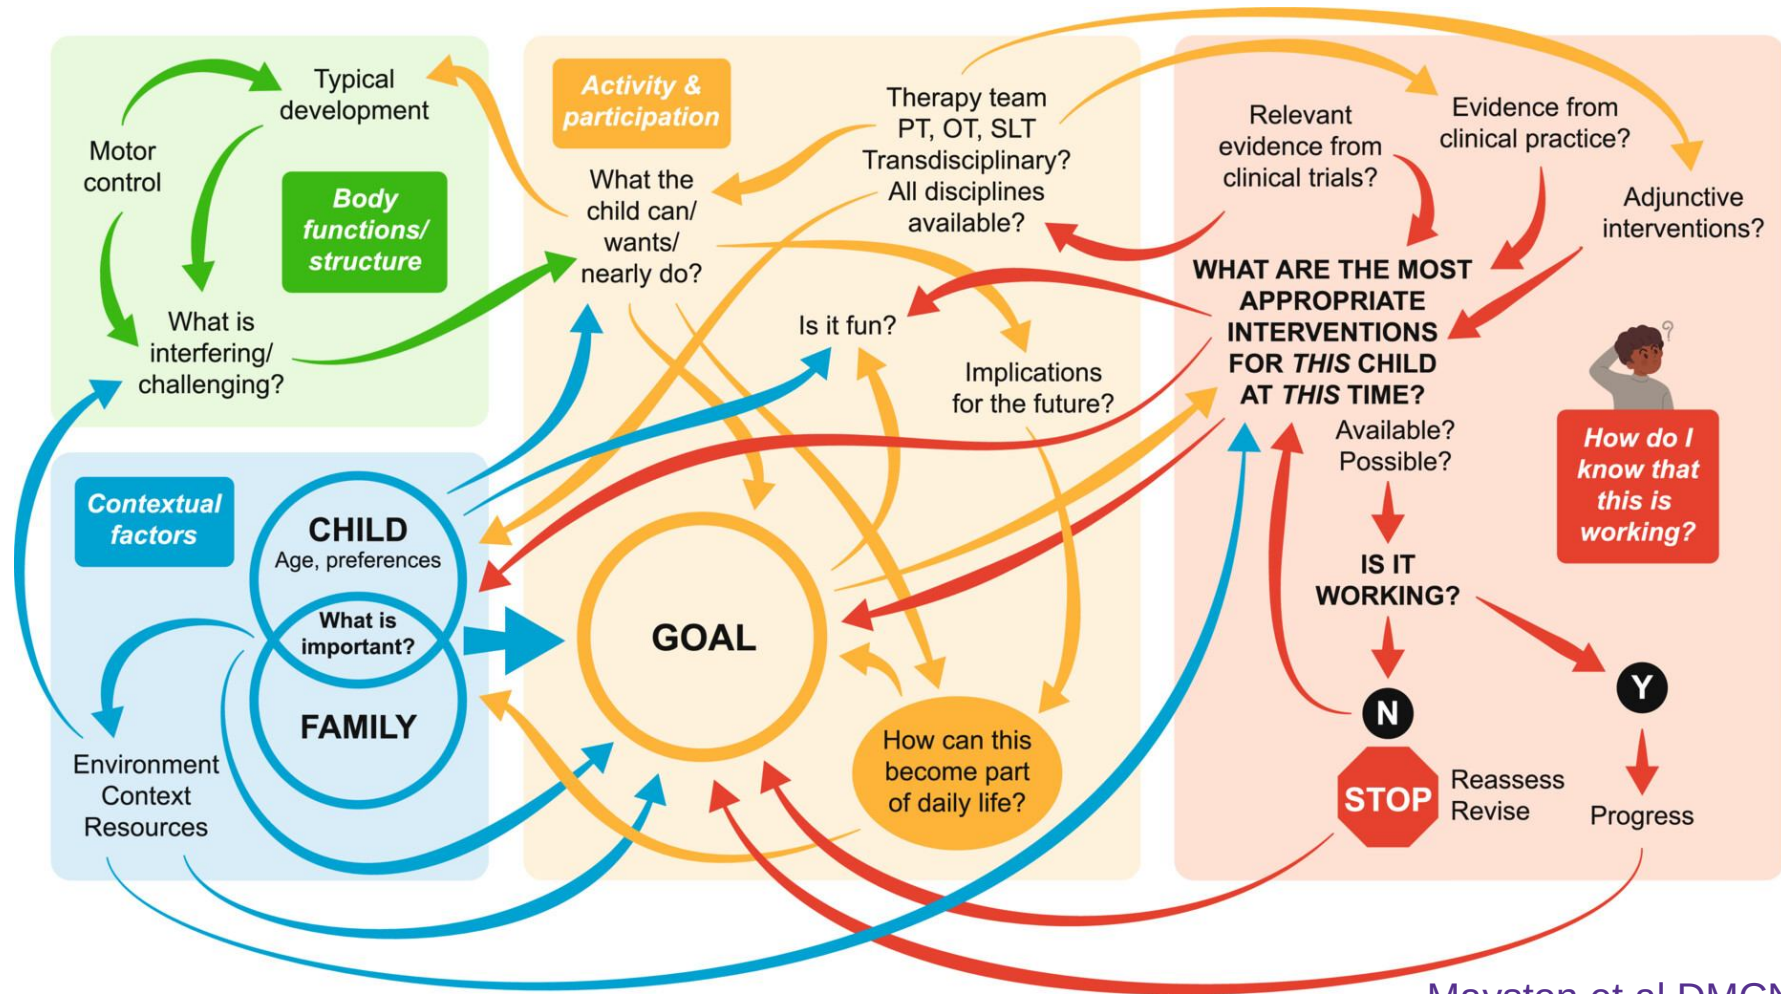 Typical
development
Motor
control
Body
functions/
structure
What is
interfering/
challenging?
Contextual
factors
CHILD
Age, preferences
What is
important?
FAMILY
Environment
Context
Resources
Activity &
participation
Therapy team
PT, OT, SLT
Transdisciplinary?
All disciplines
available?
What the
child can/
wants/
nearly do?
Is it fun?
Implications
for the future?
GOAL
How can this
become part
of daily life?
Relevant
evidence from
clinical trials?
Evidence from
clinical practice?
Adjunctive
interventions?
WHAT ARE THE MOST
APPROPRIATE
INTERVENTIONS
FOR THIS CHILD
AT THIS TIME?
Available?
Possible?
?
How do I
know that
this is
working?
IS IT
WORKING?
N
Y
STOP
Reassess
Revise
Progress
Mayston et al DMCN